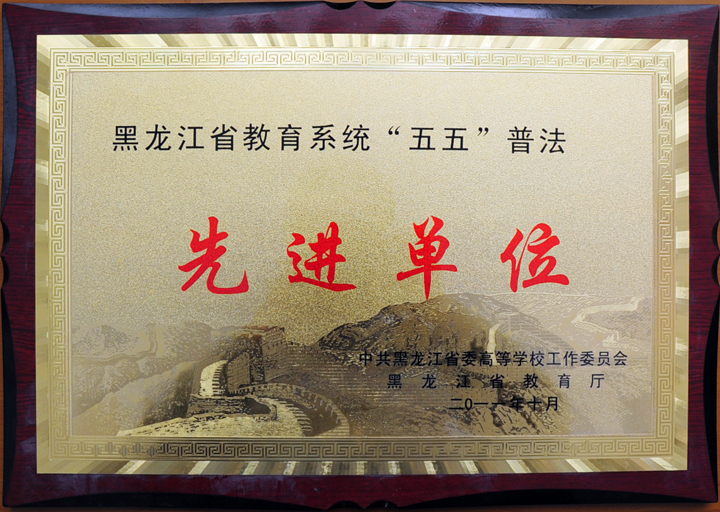 黑龙江省教育系统“五五”普法
先进单位
中共黑龙江省委高等学校工作委员会
黑龙江省教育厅
二0一一年十月